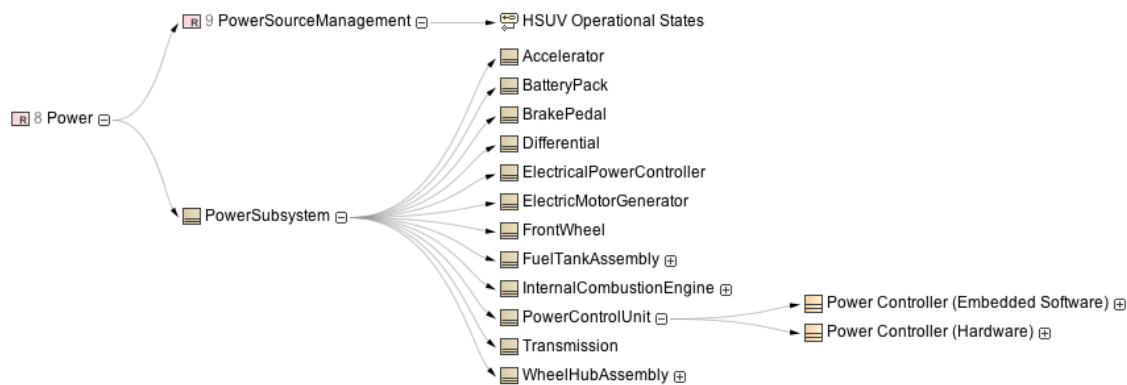 R 9 PowerSourceManagement
HSUV Operational States
Accelerator
BatteryPack
BrakePedal
R 8 Power
Differential
ElectricalPowerController
ElectricMotorGenerator
PowerSubsystem
FrontWheel
FuelTankAssembly
InternalCombustionEngine
Power Controller (Embedded Software)
PowerControlUnit
Power Controller (Hardware)
Transmission
WheelHubAssembly